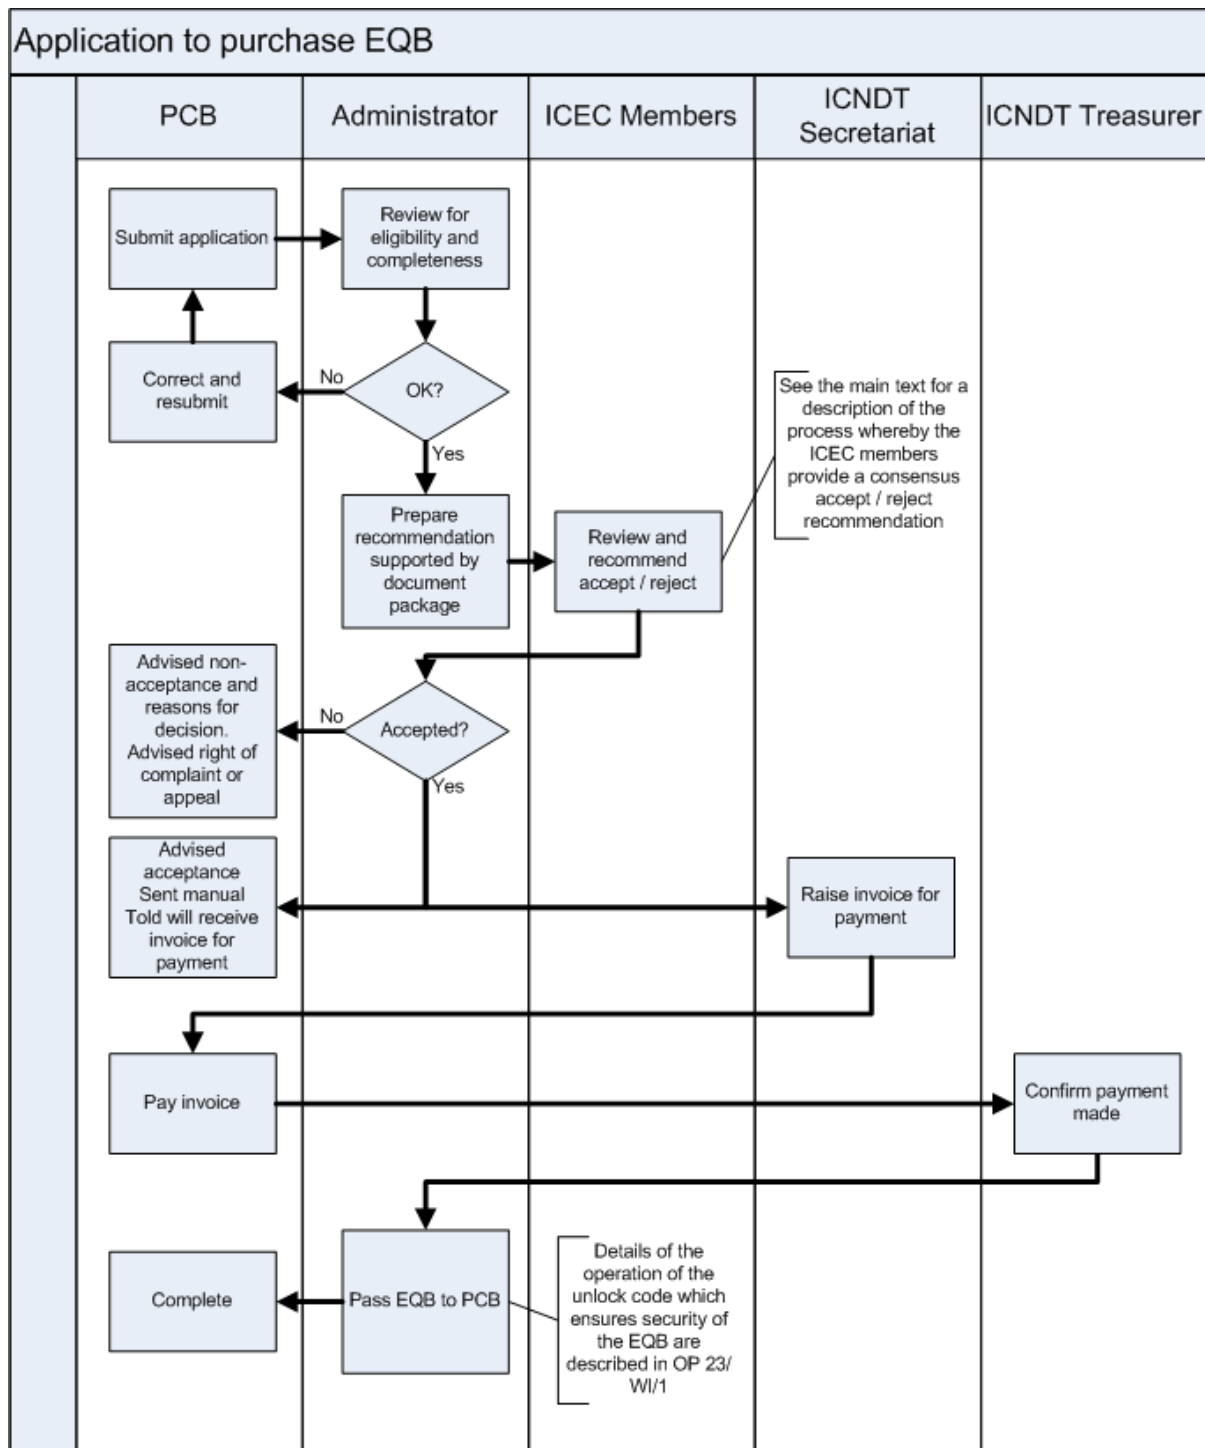 Application to purchase EQB
PCB
Administrator
ICEC Members
ICNDT
Secretariat
ICNDT Treasurer
Submit application
Review for
eligibility and
completeness
Correct and
resubmit
No
OK?
Yes
See the main text for a
description of the
process whereby the
ICEC members
provide a consensus
accept / reject
recommendation
Prepare
recommendation
supported by
document
package
Review and
recommend
accept / reject
Advised non-
acceptance and
reasons for
decision.
Advised right of
complaint or
appeal
No
Accepted?
Yes
Advised
acceptance
Sent manual
Told will receive
invoice for
payment
Raise invoice for
payment
Pay invoice
Confirm payment
made
Complete
Pass EQB to PCB
Details of the
operation of the
unlock code which
ensures security of
the EQB are
described in OP 23/
WI/1